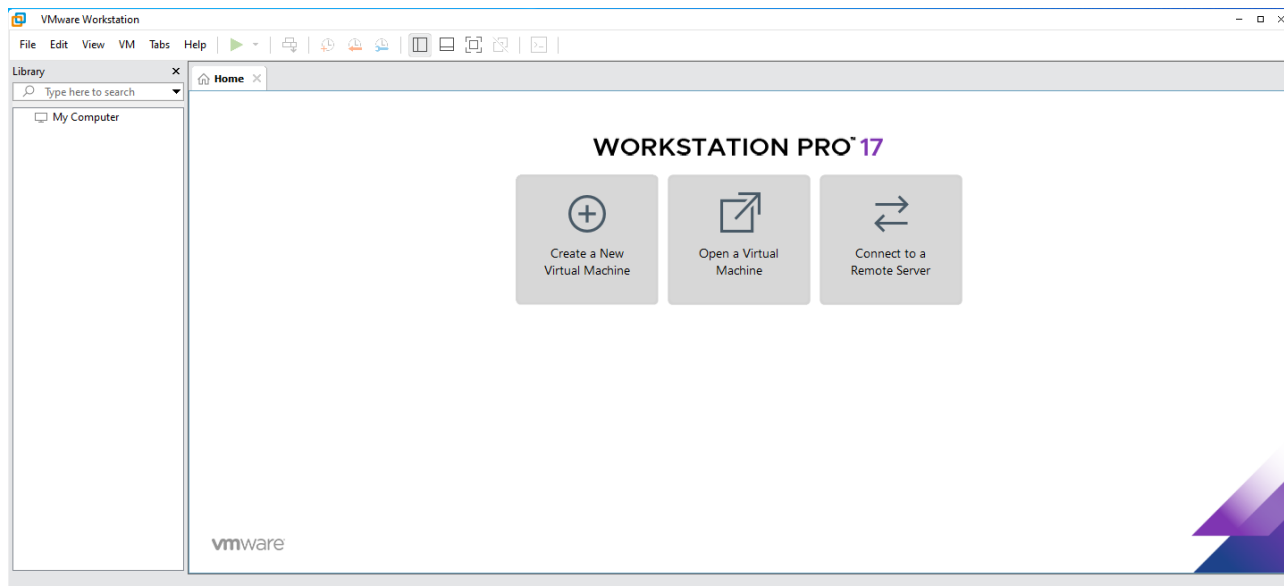 VMware Workstation
File Edit View VM Tabs Help
Library
Home
Type here to search
My Computer
WORKSTATION PRO™ 17
Create a New
Virtual Machine
Open a Virtual
Machine
Connect to a
Remote Server
vmware